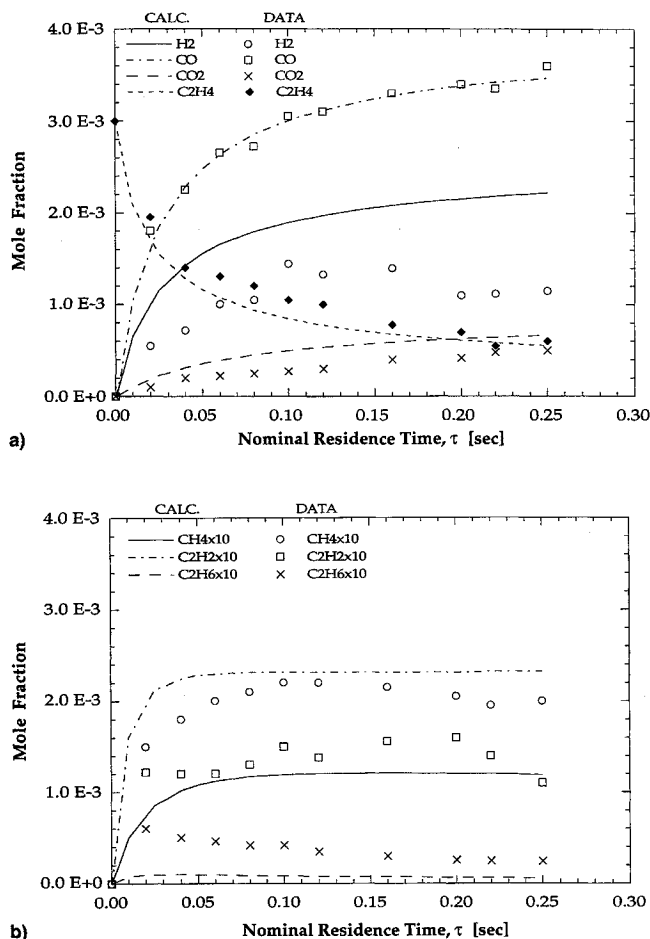 CALC. DATA
H2 H2
CO CO
CO2 CO2
C2H4 C2H4
4.0 E-3
3.0 E-3
2.0 E-3
1.0 E-3
0.0 E+0
Mole Fraction
0.00 0.05 0.10 0.15 0.20 0.25 0.30
Nominal Residence Time, τ [sec]
a)
CALC. DATA
CH4x10 CH4x10
C2H2x10 C2H2x10
C2H6x10 C2H6x10
4.0 E-3
3.0 E-3
2.0 E-3
1.0 E-3
0.0 E+0
Mole Fraction
0.00 0.05 0.10 0.15 0.20 0.25 0.30
Nominal Residence Time, τ [sec]
b)